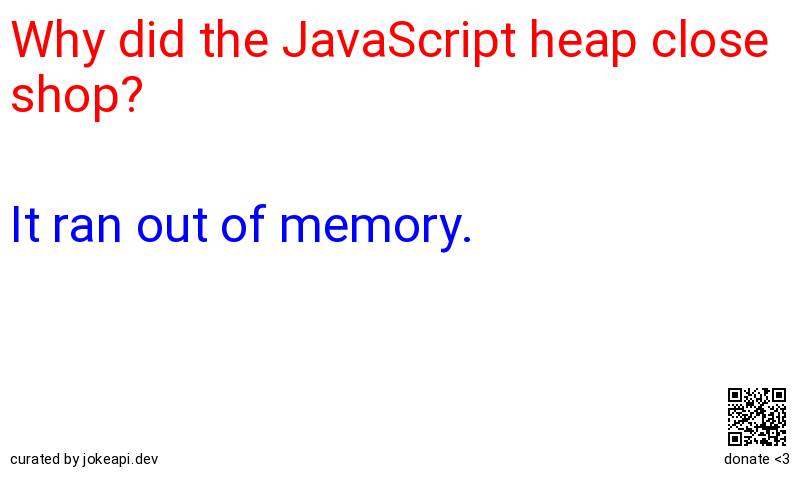 Why did the JavaScript heap close
shop?
It ran out of memory.
curated by jokeapi.dev
donate <3